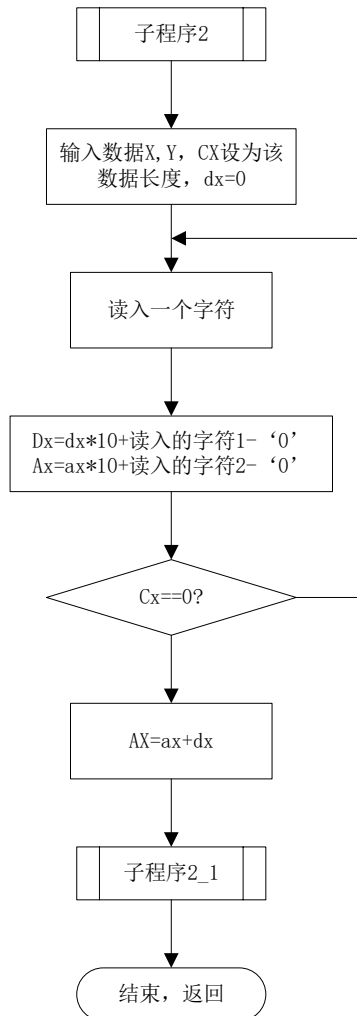 子程序2
输入数据X,Y，CX设为该
数据长度，dx=0
读入一个字符
Dx=dx*10+读入的字符1-‘0’
Ax=ax*10+读入的字符2-‘0’
Cx==0?
AX=ax+dx
子程序2_1
结束，返回